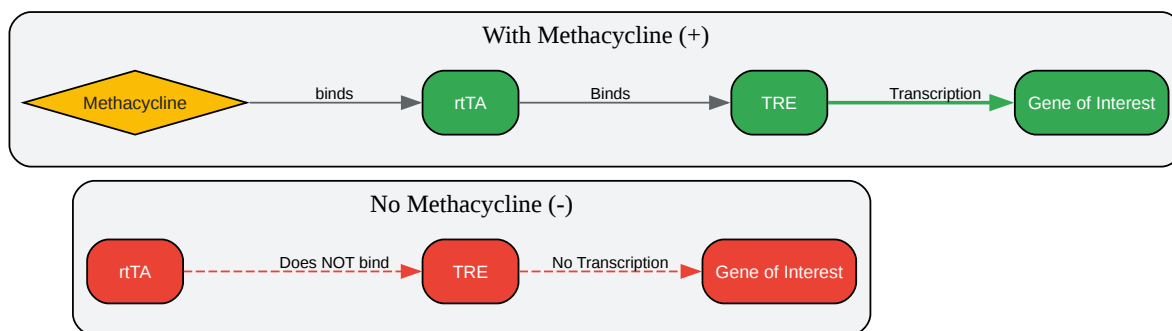 With Methacycline (+)
Methacycline
binds
rtTA
Binds
TRE
Transcription
Gene of Interest
No Methacycline (-)
rtTA
Does NOT bind
TRE
No Transcription
Gene of Interest